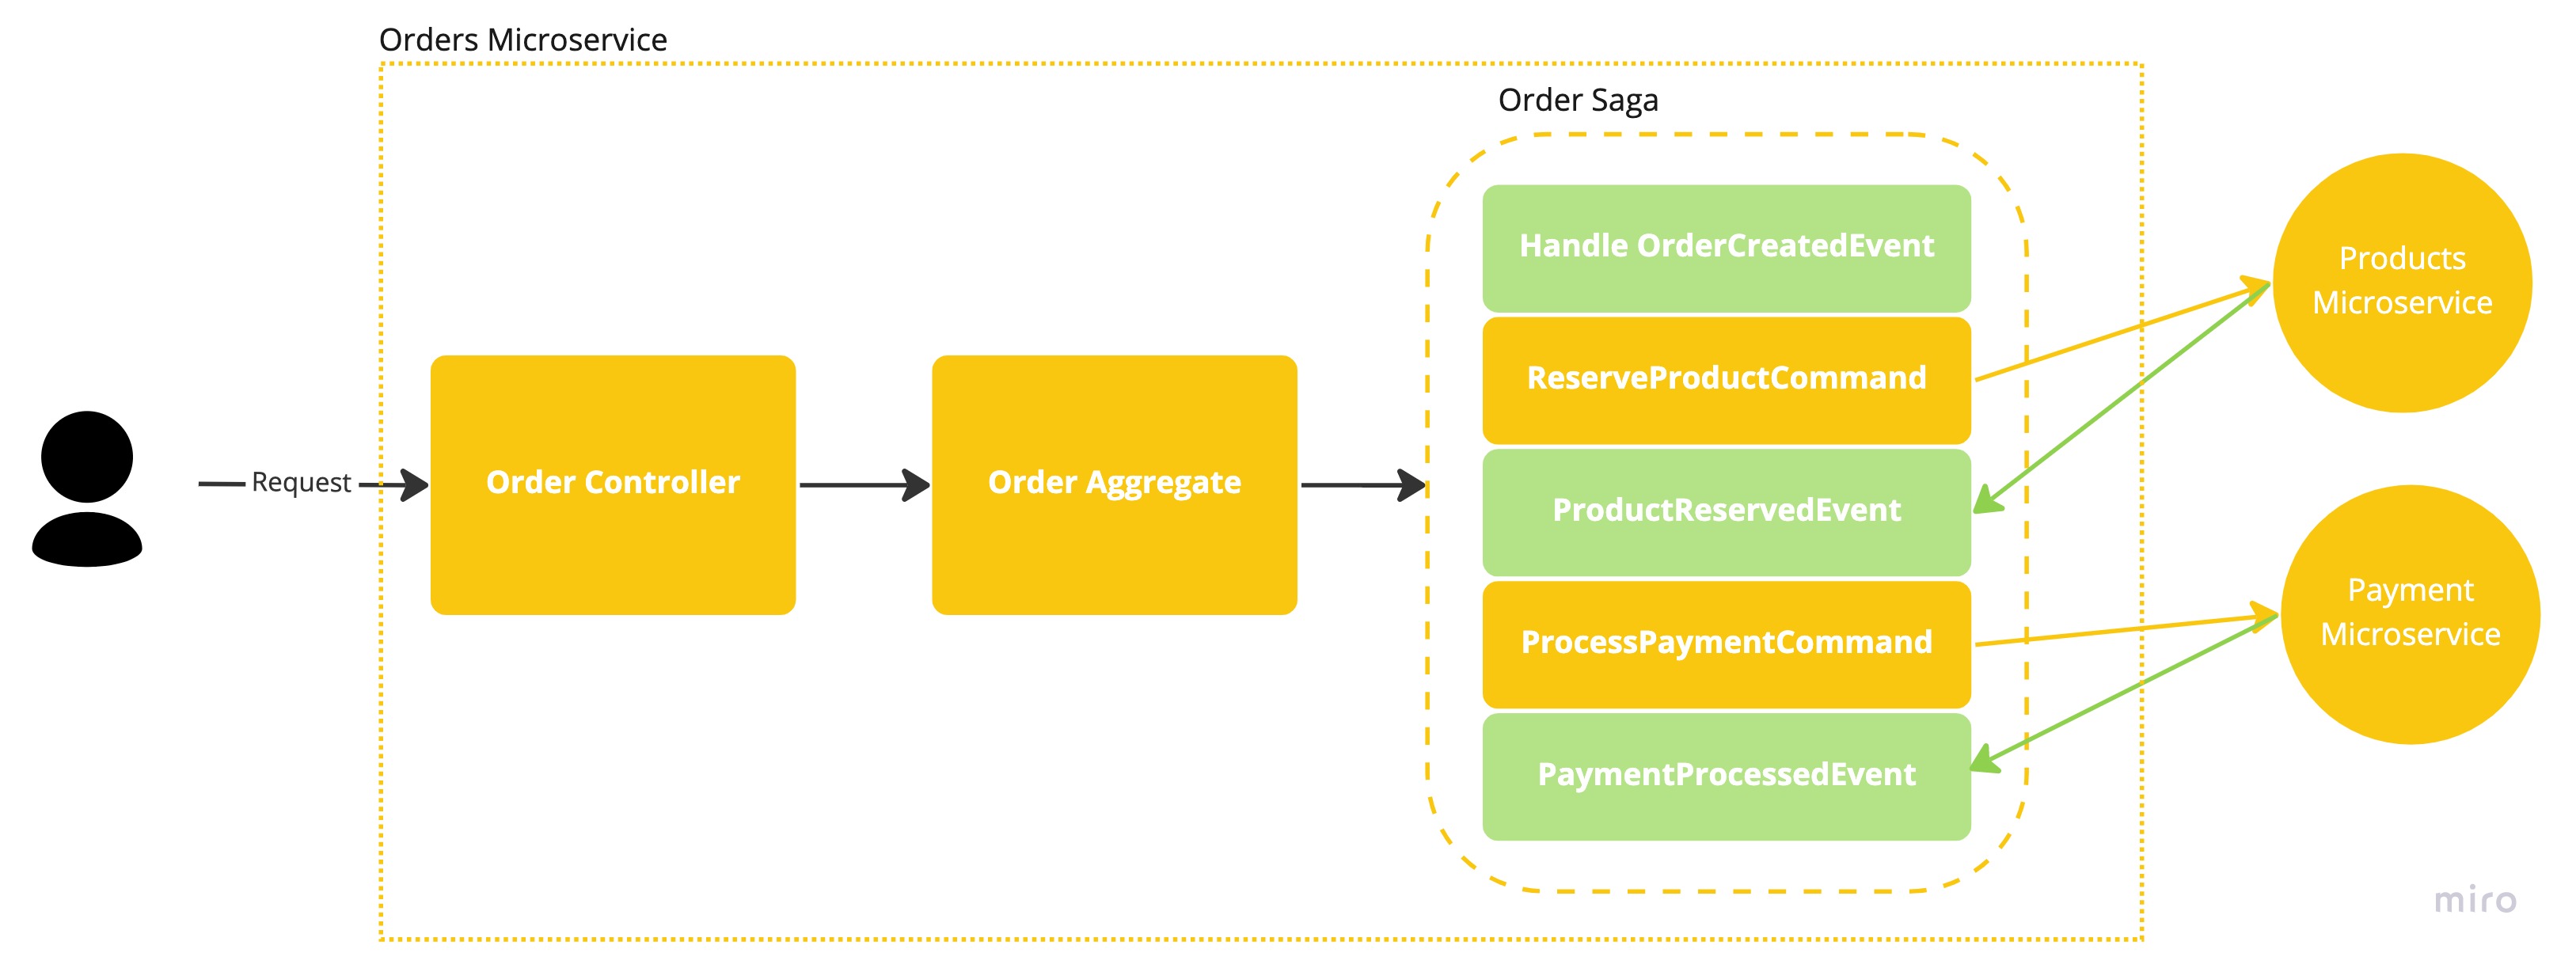 Orders Microservice
Order Saga
Request
Order Controller
Order Aggregate
Handle OrderCreatedEvent
ReserveProductCommand
ProductReservedEvent
ProcessPaymentCommand
PaymentProcessedEvent
Products
Microservice
Payment
Microservice
miro